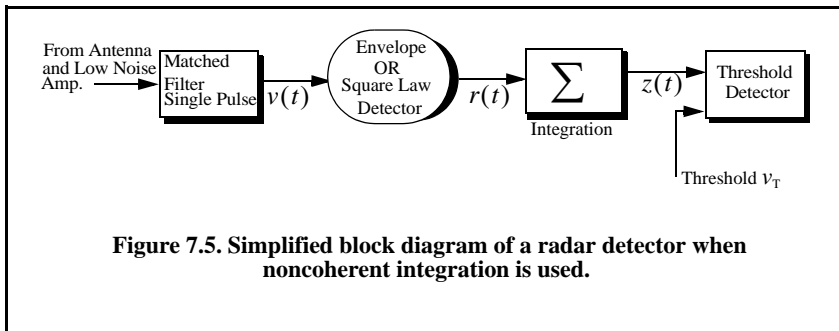 From Antenna
and Low Noise
Amp.
Matched
Filter
Single Pulse
v(t)
Envelope
OR
Square Law
Detector
r(t)
∑
Integration
z(t)
Threshold
Detector
Threshold v_T
Figure 7.5. Simplified block diagram of a radar detector when
noncoherent integration is used.